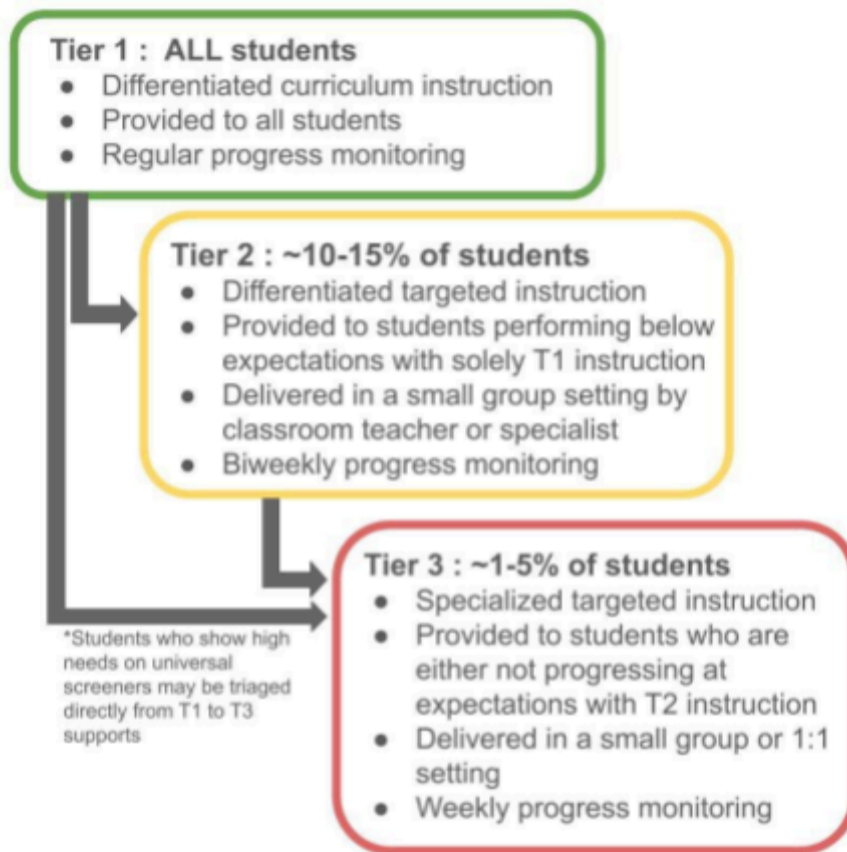 Tier 1 : ALL students
● Differentiated curriculum instruction
● Provided to all students
● Regular progress monitoring
Tier 2 : ~10-15% of students
● Differentiated targeted instruction
● Provided to students performing below
expectations with solely T1 instruction
● Delivered in a small group setting by
classroom teacher or specialist
● Biweekly progress monitoring
Tier 3 : ~1-5% of students
● Specialized targeted instruction
● Provided to students who are
either not progressing at
expectations with T2 instruction
● Delivered in a small group or 1:1
setting
● Weekly progress monitoring
*Students who show high
needs on universal
screeners may be triaged
directly from T1 to T3
supports